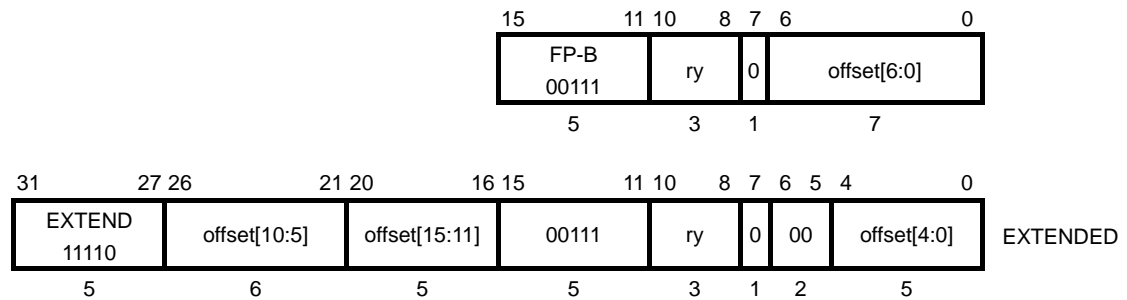 15 11 10 8 7 6 0
FP-B
00111 ry 0 offset[6:0]
5 3 1 7
31 27 26 21 20 16 15 11 10 8 7 6 5 4 0
EXTEND
11110 offset[10:5] offset[15:11] 00111 ry 0 00 offset[4:0] EXTENDED
5 6 5 5 3 1 2 5